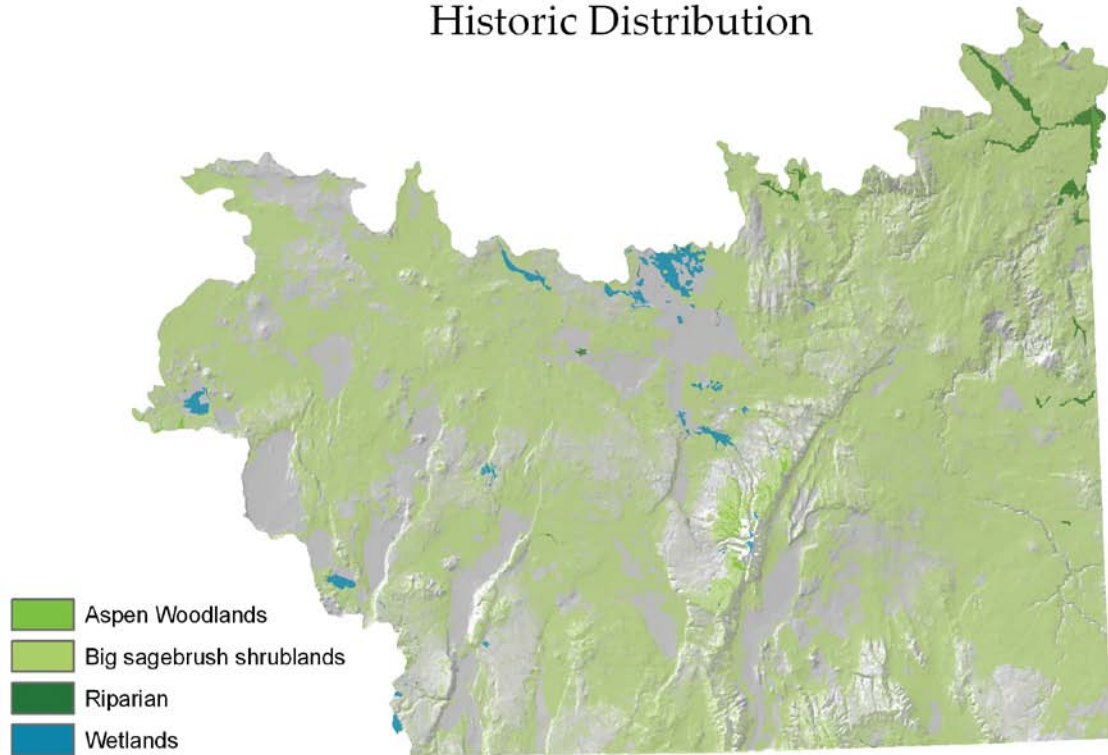 Historic Distribution
Aspen Woodlands
Big sagebrush shrublands
Riparian
Wetlands